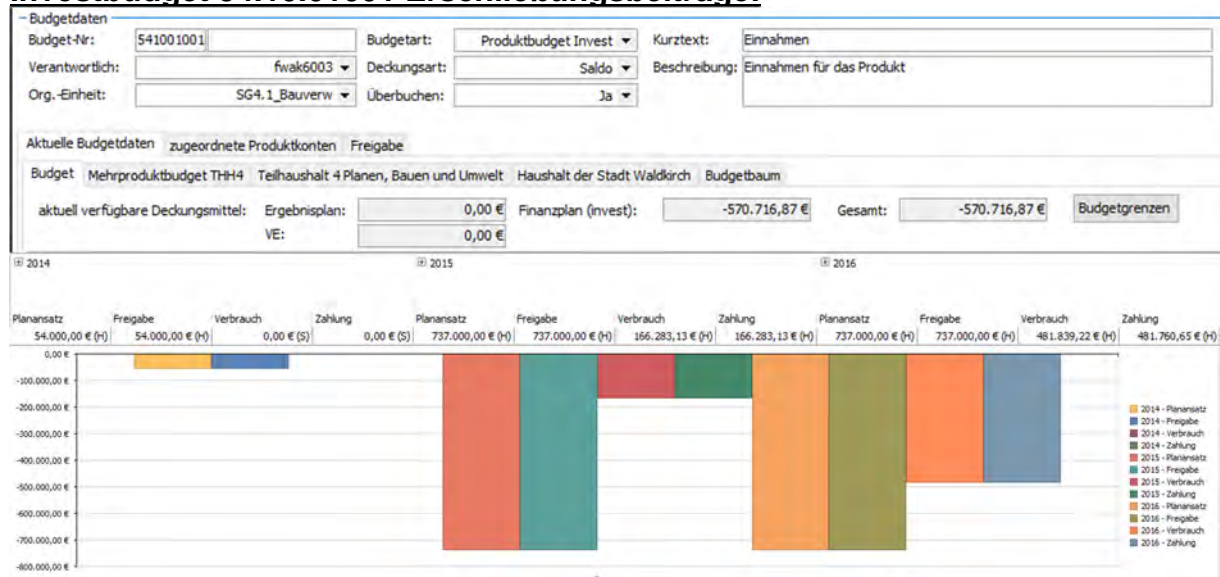 Investbudget 54.10.01001 Erschließungsbeiträge:
Budgetdaten
Budget-Nr: 541001001 Budgetart: Produktbudget Invest Kurztext: Einnahmen
Verantwortlich: fwak6003 Deckungsart: Saldo Beschreibung: Einnahmen für das Produkt
Org.-Einheit: SG4.1_Bauverw Überbuchen: Ja
Aktuelle Budgetdaten zugeordnete Produktkonten Freigabe
Budget Mehrproduktbudget THH4 Teilhaushalt 4 Planen, Bauen und Umwelt Haushalt der Stadt Waldkirch Budgetbaum
aktuell verfügbare Deckungsmittel: Ergebnisplan: 0,00 € Finanzplan (invest): -570.716,87 € Gesamt: -570.716,87 € Budgetgrenzen
VE: 0,00 €
2014 2015 2016
Planansatz Freigabe Verbrauch Zahlung Planansatz Freigabe Verbrauch Zahlung Planansatz Freigabe Verbrauch Zahlung
54.000,00 € (H) 54.000,00 € (H) 0,00 € (S) 0,00 € (S) 737.000,00 € (H) 737.000,00 € (H) 166.283,13 € (H) 166.283,13 € (H) 737.000,00 € (H) 737.000,00 € (H) 481.839,22 € (H) 481.760,65 € (H)
0,00 €
-100.000,00 €
-200.000,00 €
-300.000,00 €
-400.000,00 €
-500.000,00 €
-600.000,00 €
-700.000,00 €
-800.000,00 €
2014 - Planansatz
2014 - Freigabe
2014 - Verbrauch
2014 - Zahlung
2015 - Planansatz
2015 - Freigabe
2015 - Verbrauch
2015 - Zahlung
2016 - Planansatz
2016 - Freigabe
2016 - Verbrauch
2016 - Zahlung